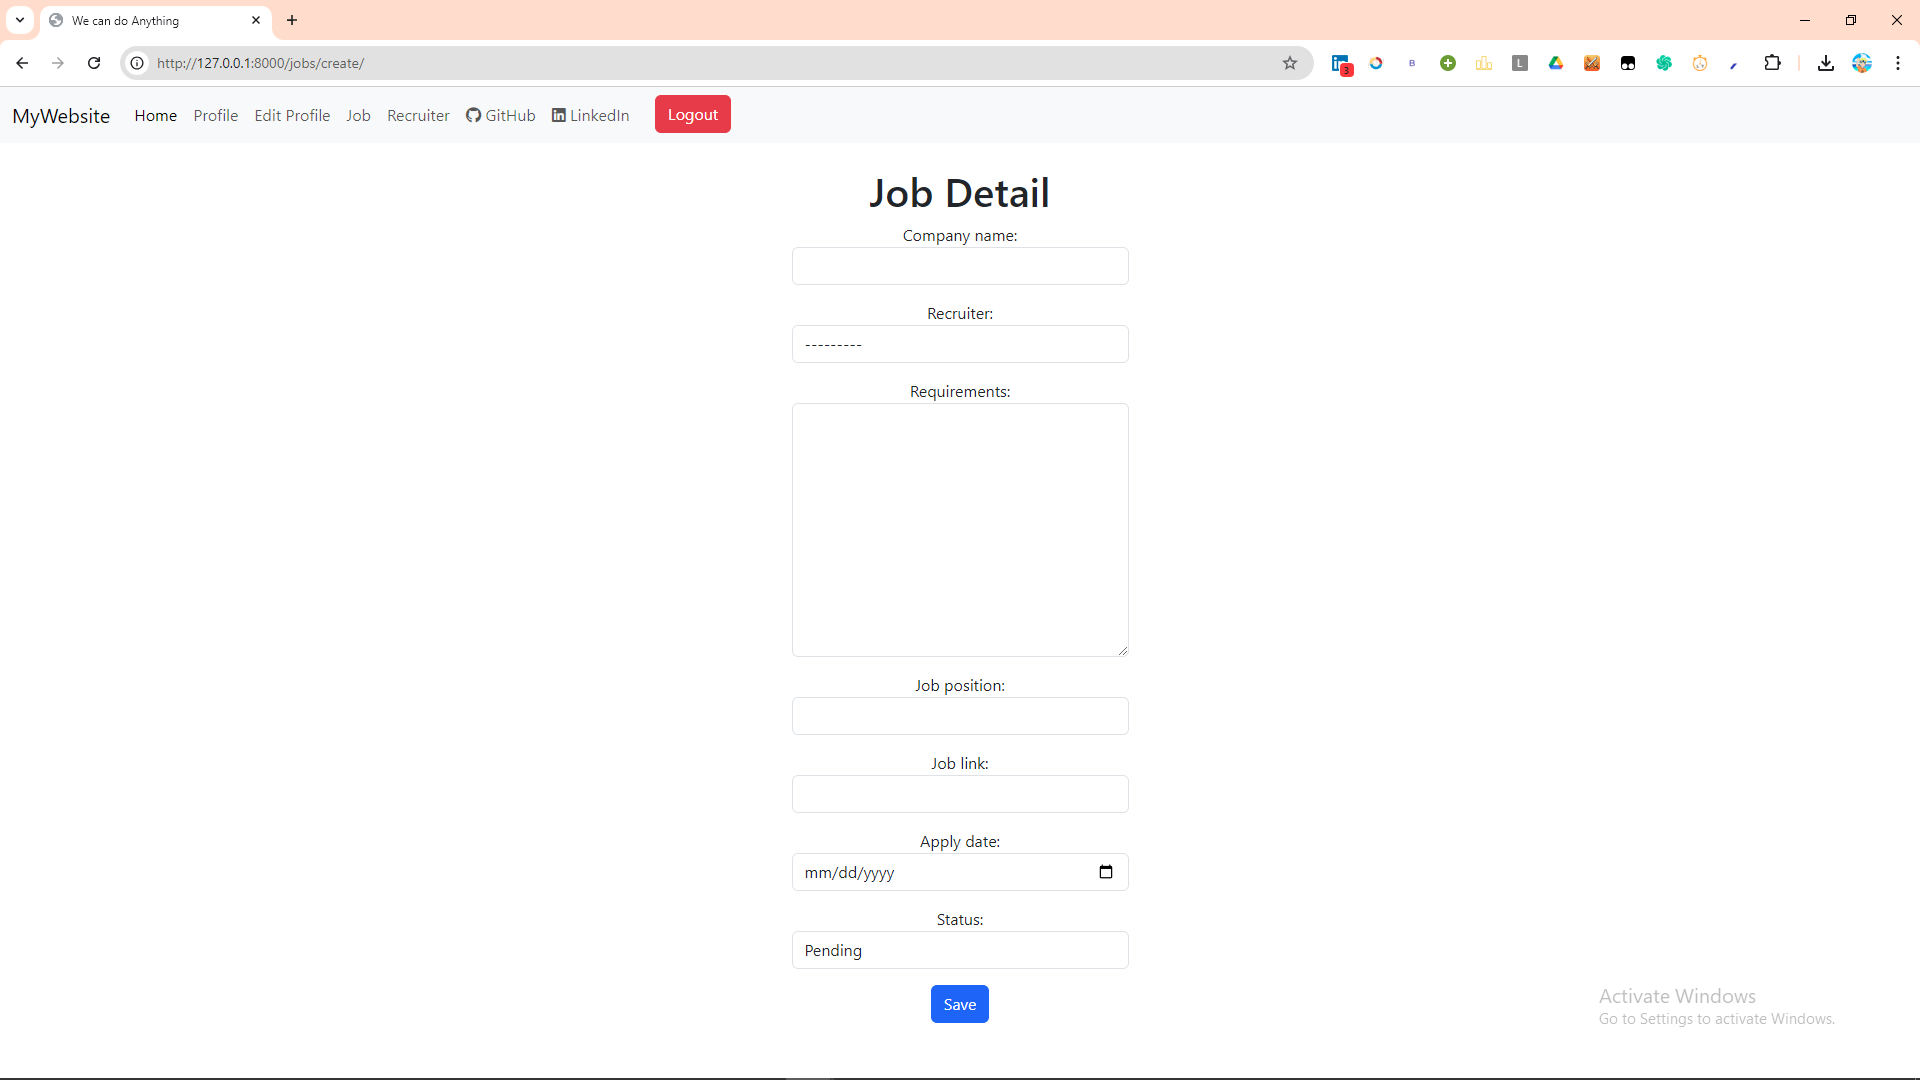 We can do Anything
http://127.0.0.1:8000/jobs/create/
3
B
L
MyWebsite Home Profile Edit Profile Job Recruiter GitHub LinkedIn Logout
Job Detail
Company name:
Recruiter:
---------
Requirements:
Job position:
Job link:
Apply date:
mm/dd/yyyy
Status:
Pending
Save
Activate Windows
Go to Settings to activate Windows.